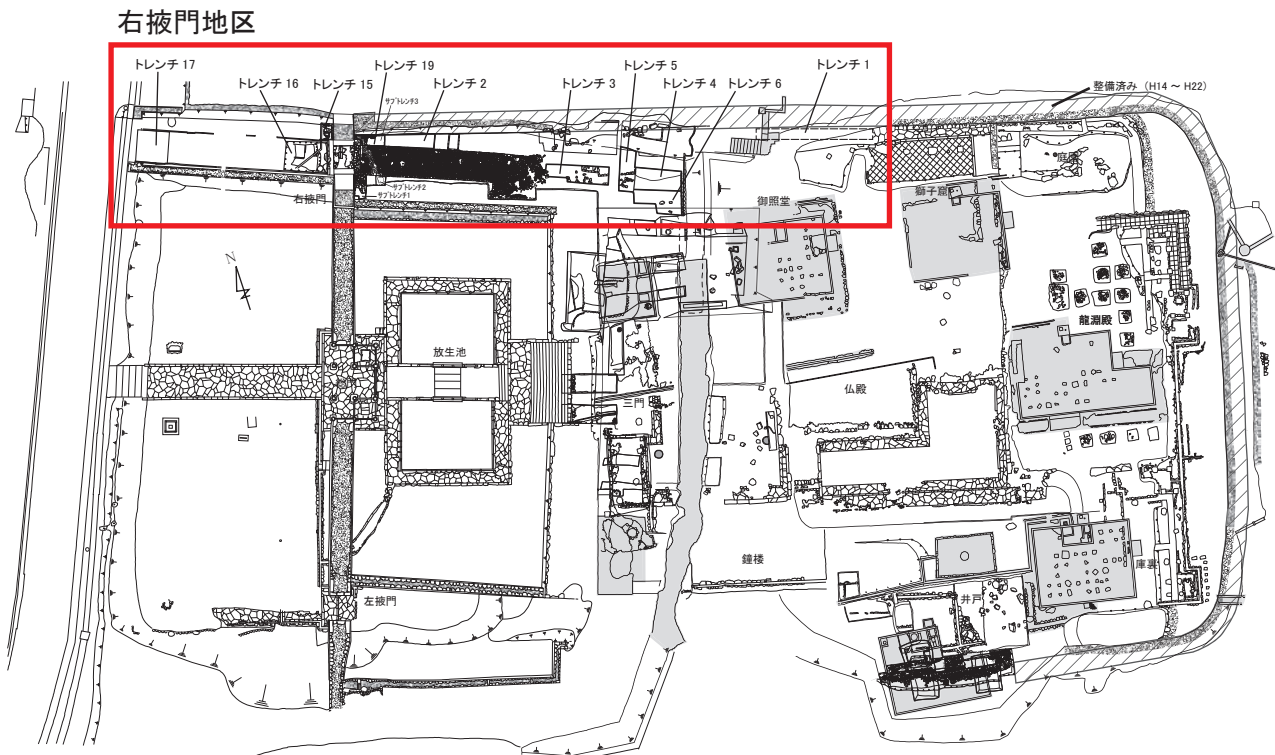 右掖門地区
トレンチ 17
トレンチ 16
トレンチ 15
トレンチ 19
サブトレンチ3
トレンチ 2
トレンチ 3
トレンチ 5
トレンチ 4
トレンチ 6
トレンチ 1
整備済み（H14 ～ H22）
サブトレンチ2
サブトレンチ1
右掖門
御照堂
獅子窟
N
放生池
龍淵殿
三門
仏殿
鐘楼
左掖門
井戸
庫裏